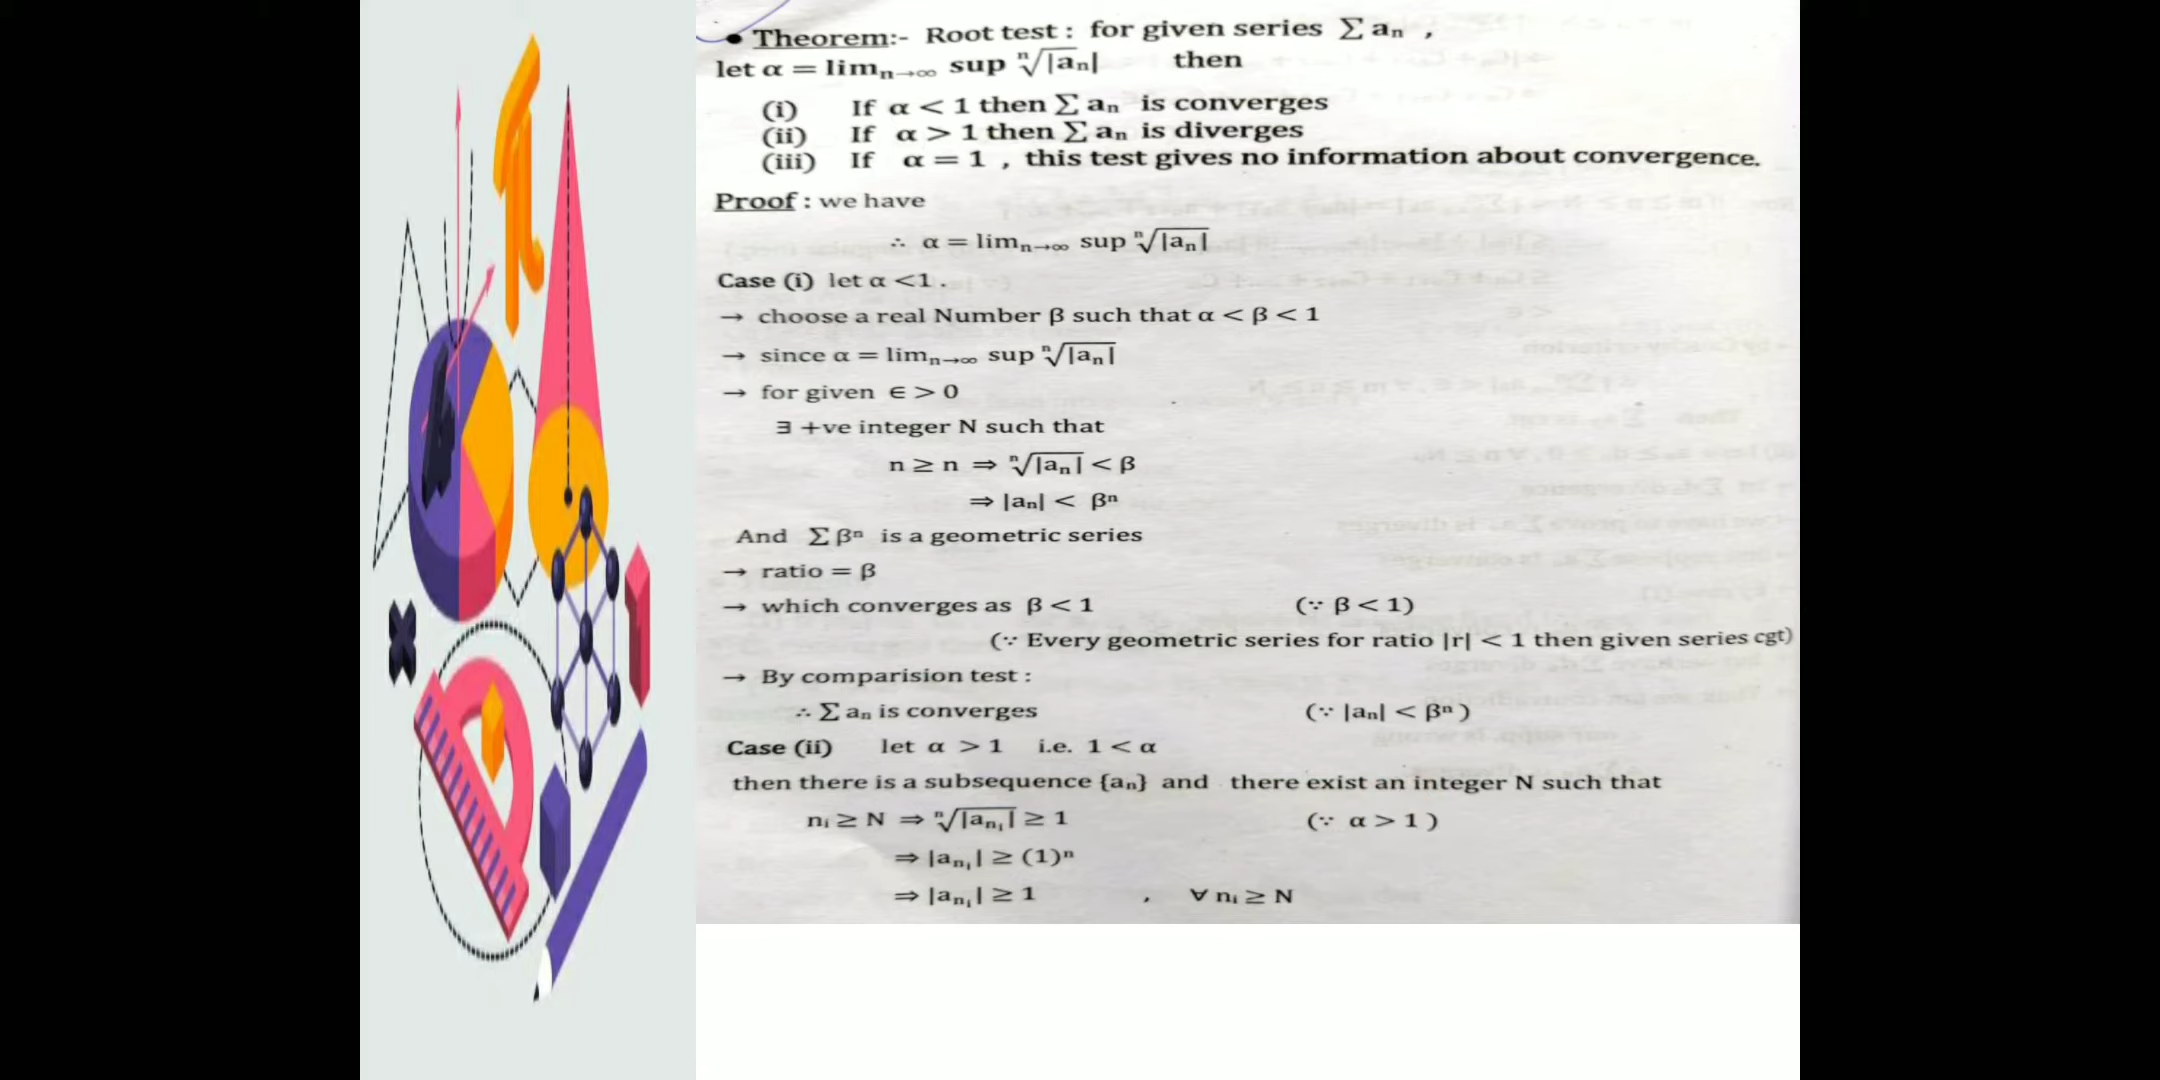 • Theorem:- Root test : for given series ∑ aₙ ,
let α = limₙ→∞ sup ⁿ√|aₙ| then
(i) If α < 1 then ∑ aₙ is converges
(ii) If α > 1 then ∑ aₙ is diverges
(iii) If α = 1 , this test gives no information about convergence.
Proof : we have
∴ α = limₙ→∞ sup ⁿ√|aₙ|
Case (i) let α <1 .
→ choose a real Number β such that α < β < 1
→ since α = limₙ→∞ sup ⁿ√|aₙ|
→ for given ∈ > 0
∃ +ve integer N such that
n ≥ n ⇒ ⁿ√|aₙ| < β
⇒ |aₙ| < βⁿ
And ∑ βⁿ is a geometric series
→ ratio = β
→ which converges as β < 1 (∵ β < 1)
(∵ Every geometric series for ratio |r| < 1 then given series cgt)
→ By comparision test :
∴ ∑ aₙ is converges (∵ |aₙ| < βⁿ )
Case (ii) let α > 1 i.e. 1 < α
then there is a subsequence {aₙ} and there exist an integer N such that
nᵢ ≥ N ⇒ ⁿ√|aₙᵢ| ≥ 1 (∵ α > 1 )
⇒ |aₙᵢ| ≥ (1)ⁿ
⇒ |aₙᵢ| ≥ 1 , ∀ nᵢ ≥ N